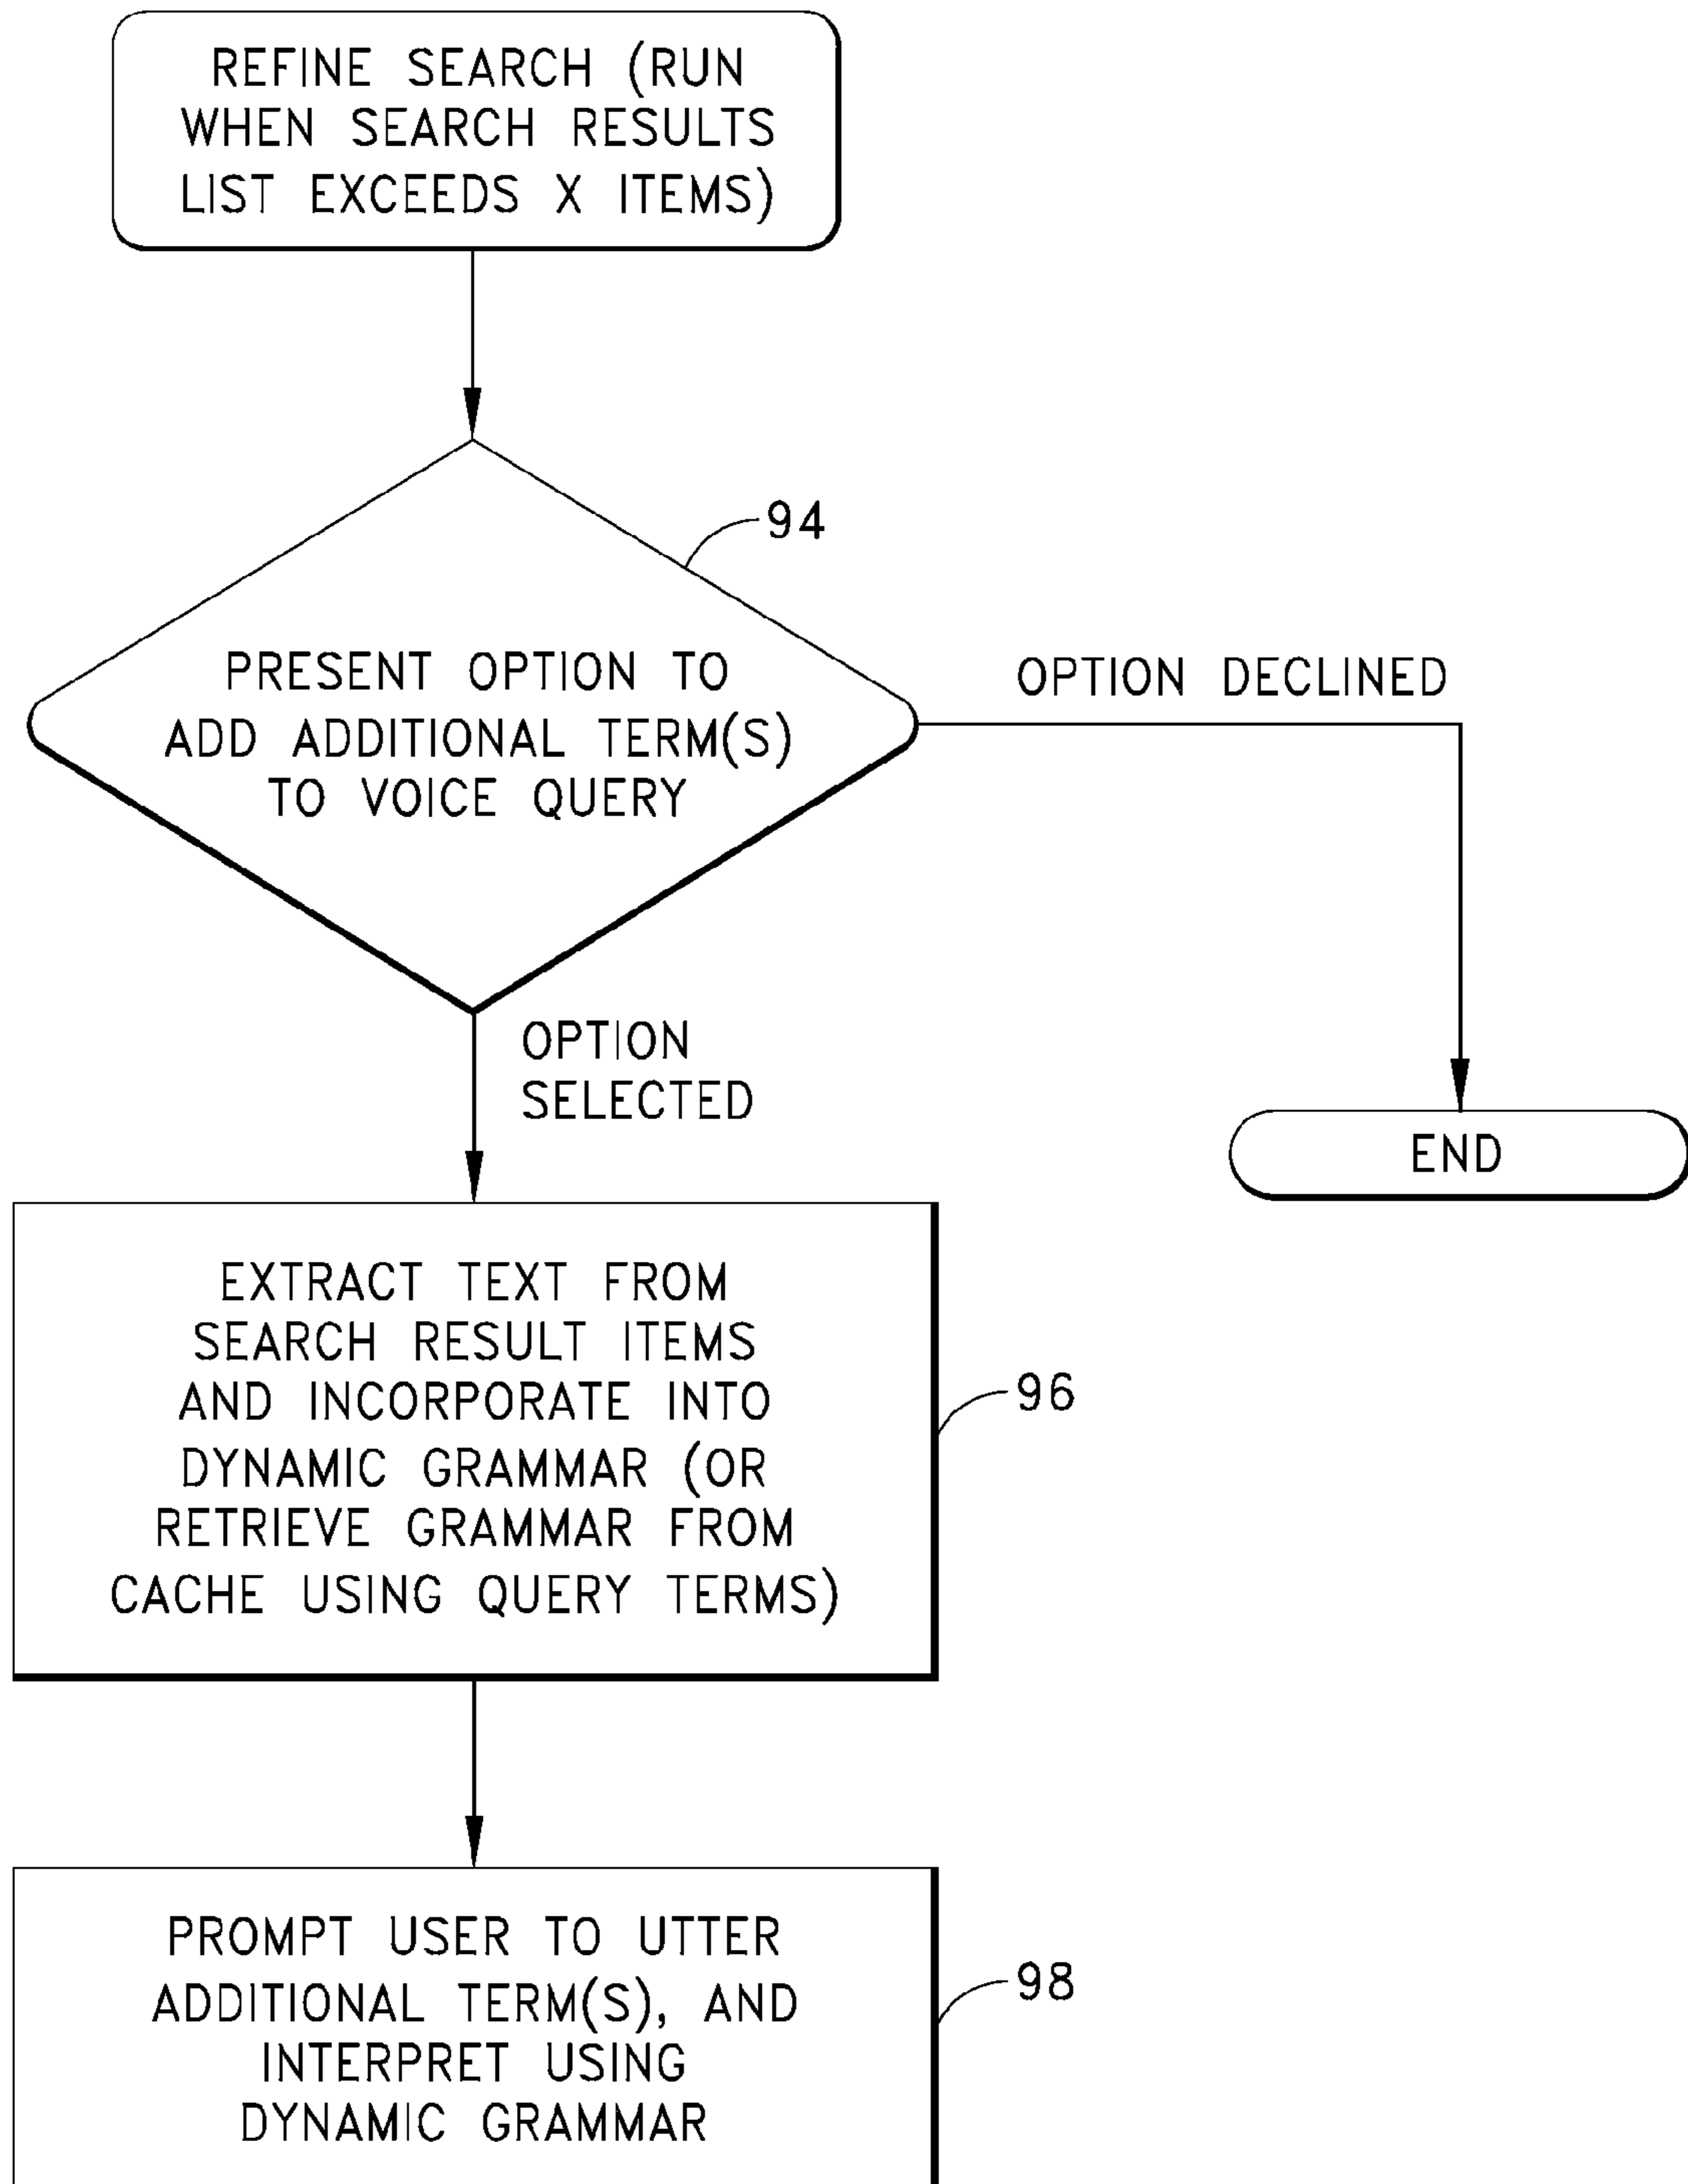 REFINE SEARCH (RUN
WHEN SEARCH RESULTS
LIST EXCEEDS X ITEMS)
94
PRESENT OPTION TO
ADD ADDITIONAL TERM(S)
TO VOICE QUERY
OPTION DECLINED
OPTION
SELECTED
END
EXTRACT TEXT FROM
SEARCH RESULT ITEMS
AND INCORPORATE INTO
DYNAMIC GRAMMAR (OR
RETRIEVE GRAMMAR FROM
CACHE USING QUERY TERMS)
96
PROMPT USER TO UTTER
ADDITIONAL TERM(S), AND
INTERPRET USING
DYNAMIC GRAMMAR
98